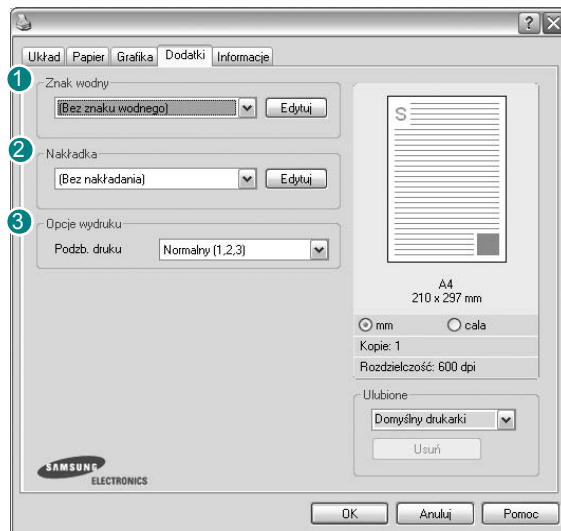 Układ Papier Grafika Dodatki Informacje
1
Znak wodny
(Bez znaku wodnego)
Edytuj
2
Nakładka
(Bez nakładania)
Edytuj
3
Opcje wydruku
Podzb. druku
Normalny (1,2,3)
S
A4
210 x 297 mm
mm
cala
Kopie: 1
Rozdzielczość: 600 dpi
Ulubione
Domyślny drukarki
Usuń
SAMSUNG
ELECTRONICS
OK
Anuluj
Pomoc